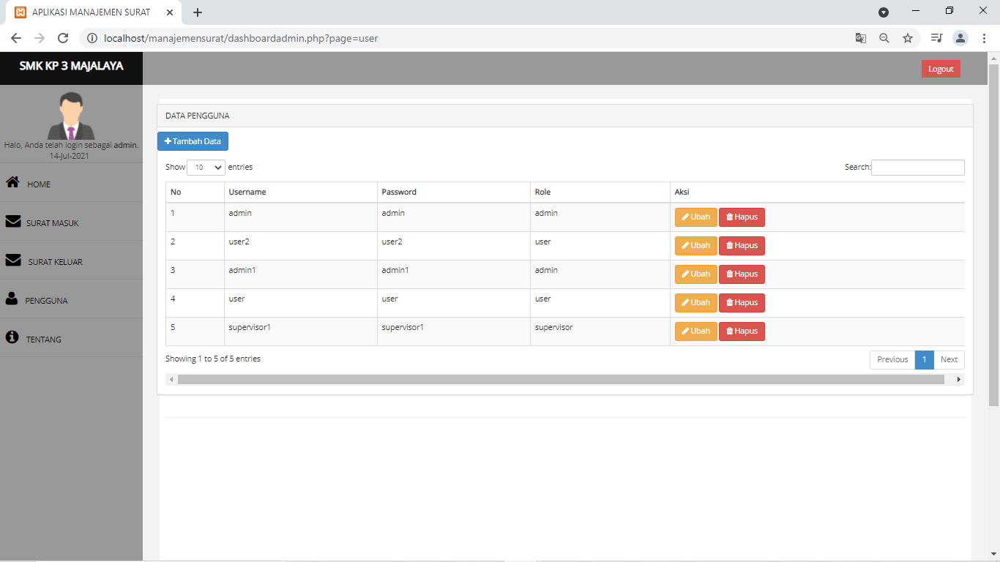 APLIKASI MANAJEMEN SURAT
localhost/manajemensurat/dashboardadmin.php?page=user
SMK KP 3 MAJALAYA
Logout
Halo, Anda telah login sebagai admin.
14-Jul-2021
HOME
SURAT MASUK
SURAT KELUAR
PENGGUNA
TENTANG
DATA PENGGUNA
Tambah Data
Show 10 entries Search:
No Username Password Role Aksi
1 admin admin admin Ubah Hapus
2 user2 user2 user Ubah Hapus
3 admin1 admin1 admin Ubah Hapus
4 user user user Ubah Hapus
5 supervisor1 supervisor1 supervisor Ubah Hapus
Showing 1 to 5 of 5 entries Previous 1 Next